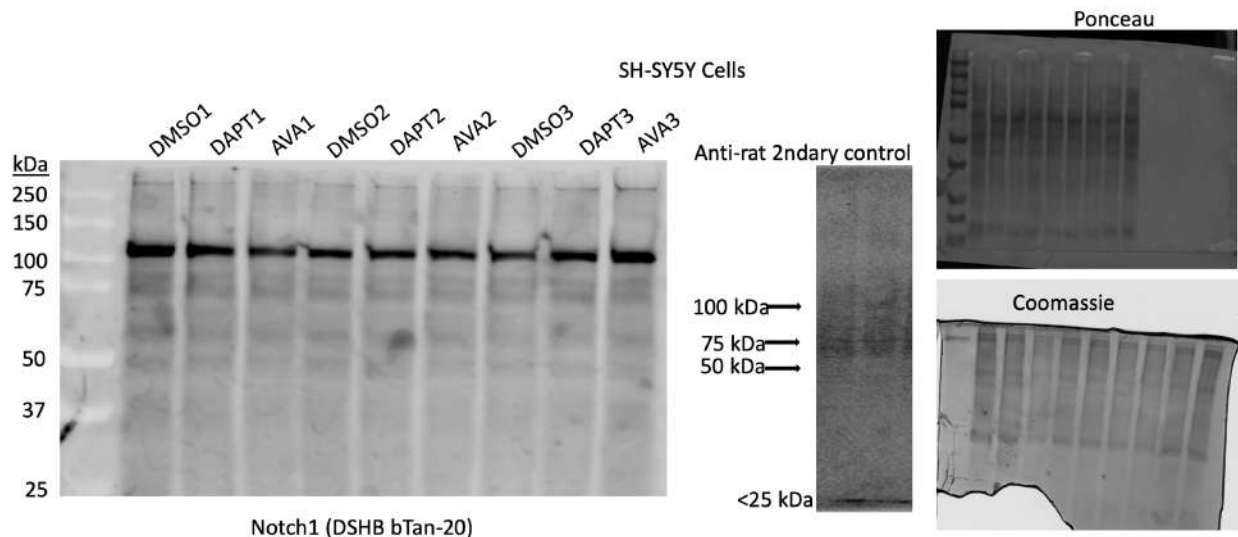 Ponceau
SH-SY5Y Cells
DMSO1 DAPT1 AVA1 DMSO2 DAPT2 AVA2 DMSO3 DAPT3 AVA3
kDa
250
150
100
75
50
37
25
Notch1 (DSHB bTan-20)
Anti-rat 2ndary control
100 kDa
75 kDa
50 kDa
<25 kDa
Coomassie